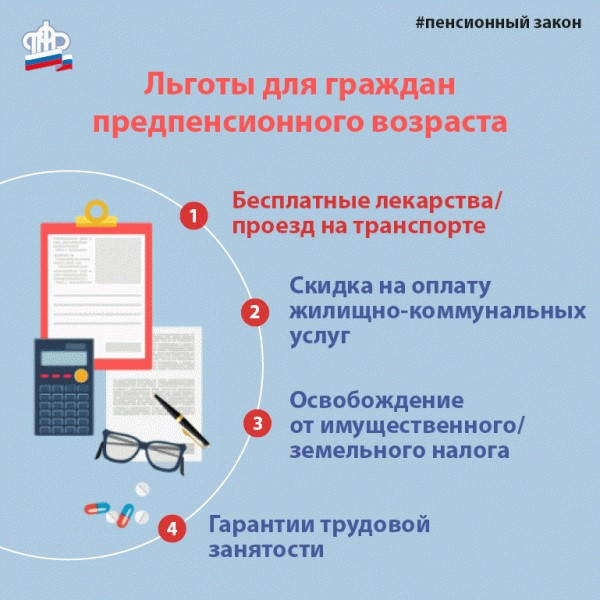 #пенсионный закон
Льготы для граждан
предпенсионного возраста
1
Бесплатные лекарства/
проезд на транспорте
2
Скидка на оплату
жилищно-коммунальных
услуг
3
Освобождение
от имущественного/
земельного налога
4
Гарантии трудовой
занятости